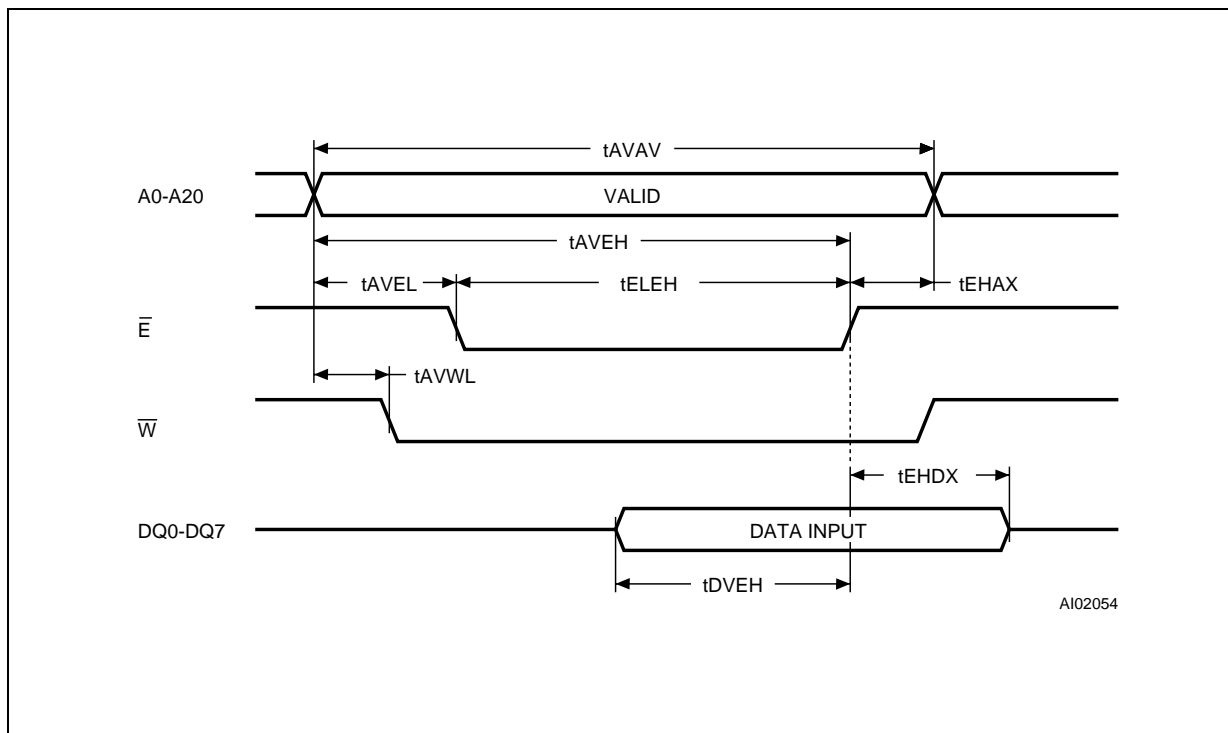 tAVAV
A0-A20
VALID
tAVEH
tAVEL
tELEH
tEHAX
E̅
tAVWL
W̅
tEHDX
DQ0-DQ7
DATA INPUT
tDVEH
AI02054